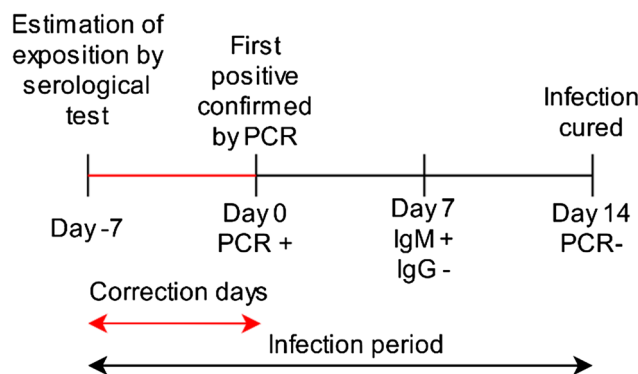 Estimation of
exposition by
serological
test
First
positive
confirmed
by PCR
Infection
cured
Day -7
Day 0
PCR +
Day 7
IgM +
IgG -
Day 14
PCR-
Correction days
Infection period